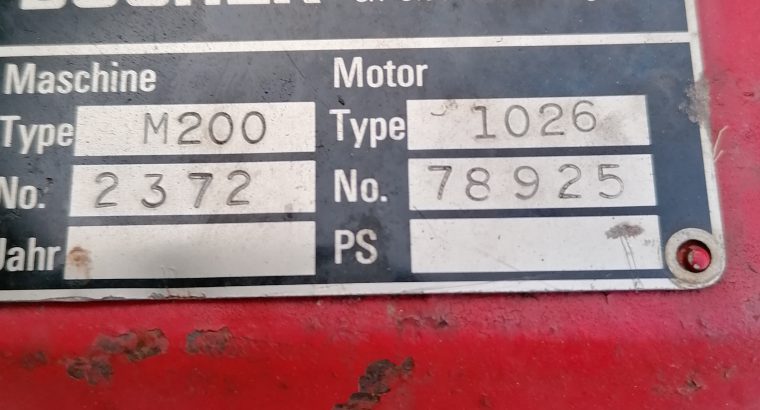 Maschine Motor
Type M200 Type 1026
No. 2372 No. 78925
Jahr PS